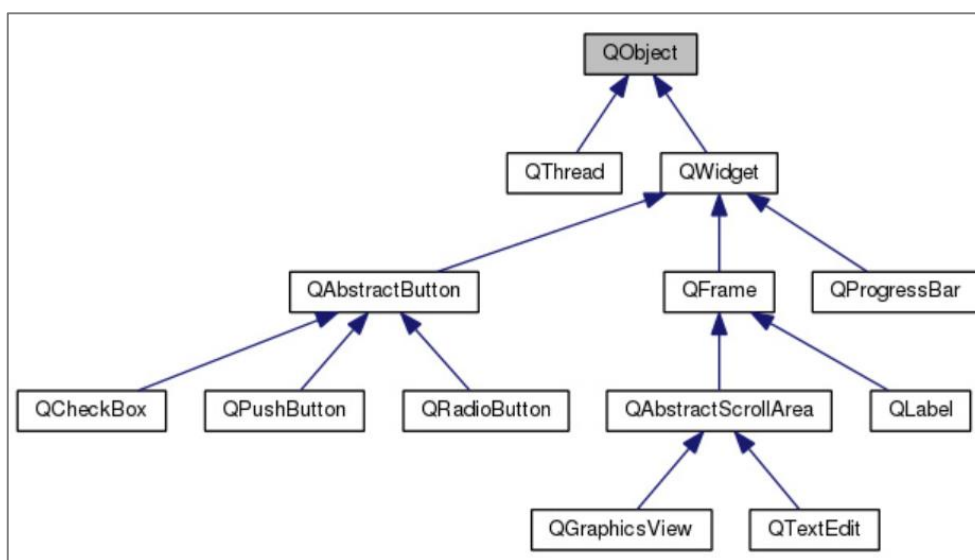 QObject
QThread
QWidget
QAbstractButton
QFrame
QProgressBar
QCheckBox
QPushButton
QRadioButton
QAbstractScrollArea
QLabel
QGraphicsView
QTextEdit